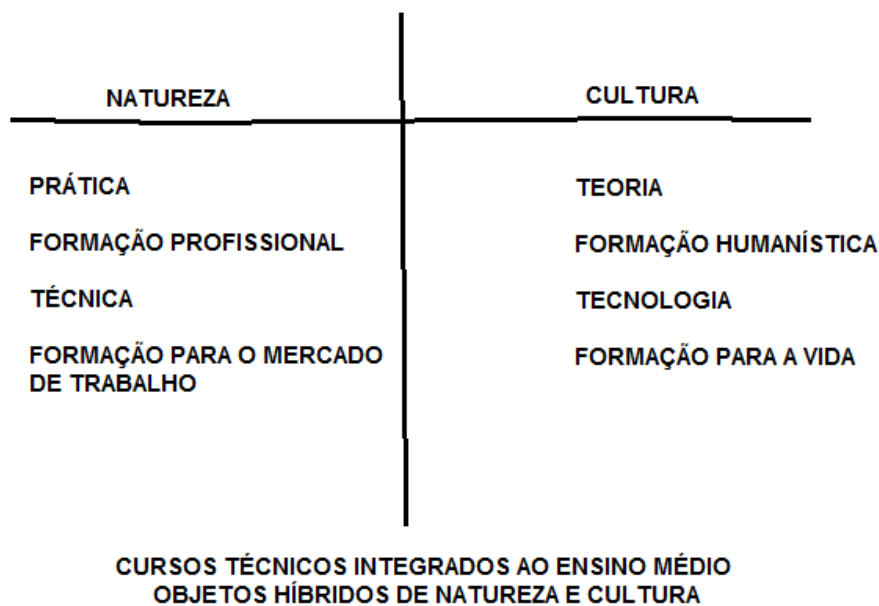 NATUREZA
CULTURA
PRÁTICA
TEORIA
FORMAÇÃO PROFISSIONAL
FORMAÇÃO HUMANÍSTICA
TÉCNICA
TECNOLOGIA
FORMAÇÃO PARA O MERCADO
DE TRABALHO
FORMAÇÃO PARA A VIDA
CURSOS TÉCNICOS INTEGRADOS AO ENSINO MÉDIO
OBJETOS HÍBRIDOS DE NATUREZA E CULTURA